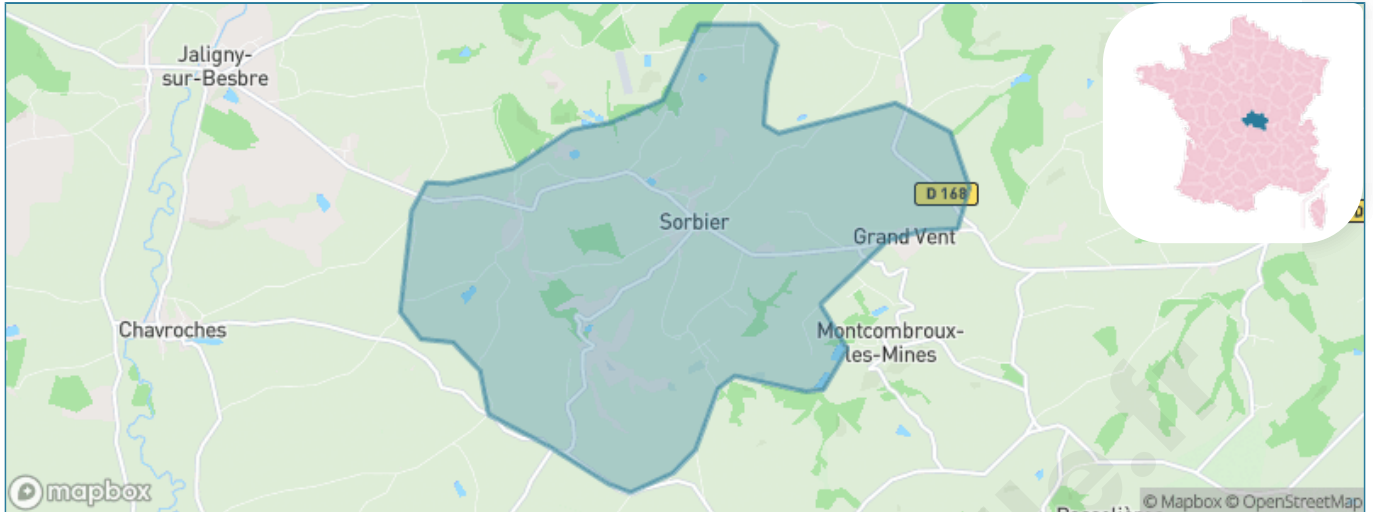 Jaligny-
sur-Besbre
D 168
Sorbier
Grand Vent
Chavroches
Montcombroux-
les-Mines
mapbox
© Mapbox © OpenStreetMap